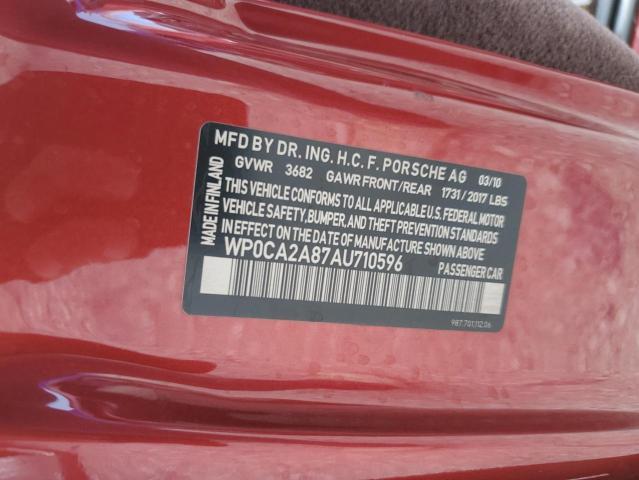 MFD BY DR. ING. H.C. F. PORSCHE AG 03/10
GVWR 3682 GAWR FRONT/REAR 1731/2017 LBS
THIS VEHICLE CONFORMS TO ALL APPLICABLE U.S. FEDERAL MOTOR
VEHICLE SAFETY, BUMPER, AND THEFT PREVENTION STANDARDS
IN EFFECT ON THE DATE OF MANUFACTURE SHOWN ABOVE.
WP0CA2A87AU710596 PASSENGER CAR
MADE IN FINLAND
987.701.112.06